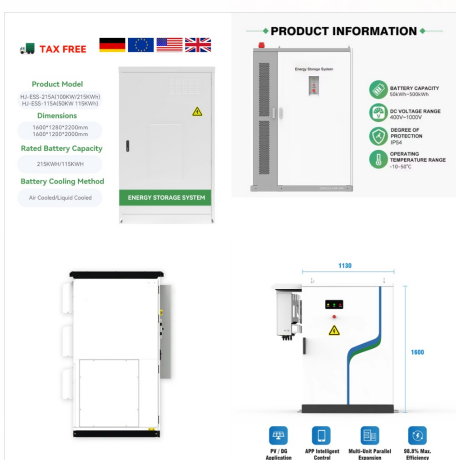 TAX FREE
Product Model
HJ-ESS-215A(100KW/215KWh)
HJ-ESS-115A(50KW 115KWH)
Dimensions
1600*1280*2200mm
1600*1200*2000mm
Rated Battery Capacity
215KWH/115KWH
Battery Cooling Method
Air Cooled/Liquid Cooled
ENERGY STORAGE SYSTEM
PRODUCT INFORMATION
Energy Storage System
BATTERY CAPACITY
50kWh~500kWh
DC VOLTAGE RANGE
400V~1000V
DEGREE OF
PROTECTION
IP54
OPERATING
TEMPERATURE RANGE
-10~50°C
1130
1600
PV / DG
Application
APP Intelligent
Control
Multi-Unit Parallel
Expansion
98.8% Max.
Efficiency